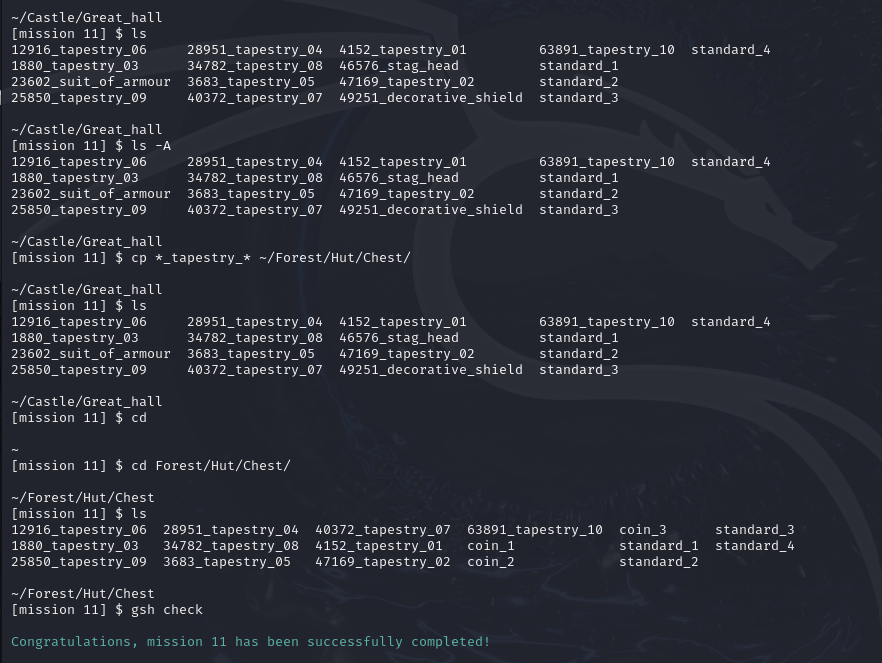 ~/Castle/Great_hall
[mission 11] $ ls
12916_tapestry_06     28951_tapestry_04  4152_tapestry_01         63891_tapestry_10  standard_4
1880_tapestry_03      34782_tapestry_08  46576_stag_head          standard_1
23602_suit_of_armour  3683_tapestry_05   47169_tapestry_02        standard_2
25850_tapestry_09     40372_tapestry_07  49251_decorative_shield  standard_3
~/Castle/Great_hall
[mission 11] $ ls -A
12916_tapestry_06     28951_tapestry_04  4152_tapestry_01         63891_tapestry_10  standard_4
1880_tapestry_03      34782_tapestry_08  46576_stag_head          standard_1
23602_suit_of_armour  3683_tapestry_05   47169_tapestry_02        standard_2
25850_tapestry_09     40372_tapestry_07  49251_decorative_shield  standard_3
~/Castle/Great_hall
[mission 11] $ cp *_tapestry_* ~/Forest/Hut/Chest/
~/Castle/Great_hall
[mission 11] $ ls
12916_tapestry_06     28951_tapestry_04  4152_tapestry_01         63891_tapestry_10  standard_4
1880_tapestry_03      34782_tapestry_08  46576_stag_head          standard_1
23602_suit_of_armour  3683_tapestry_05   47169_tapestry_02        standard_2
25850_tapestry_09     40372_tapestry_07  49251_decorative_shield  standard_3
~/Castle/Great_hall
[mission 11] $ cd
~
[mission 11] $ cd Forest/Hut/Chest/
~/Forest/Hut/Chest
[mission 11] $ ls
12916_tapestry_06  28951_tapestry_04  40372_tapestry_07  63891_tapestry_10  coin_3      standard_3
1880_tapestry_03   34782_tapestry_08  4152_tapestry_01   coin_1             standard_1  standard_4
25850_tapestry_09  3683_tapestry_05   47169_tapestry_02  coin_2             standard_2
~/Forest/Hut/Chest
[mission 11] $ gsh check
Congratulations, mission 11 has been successfully completed!